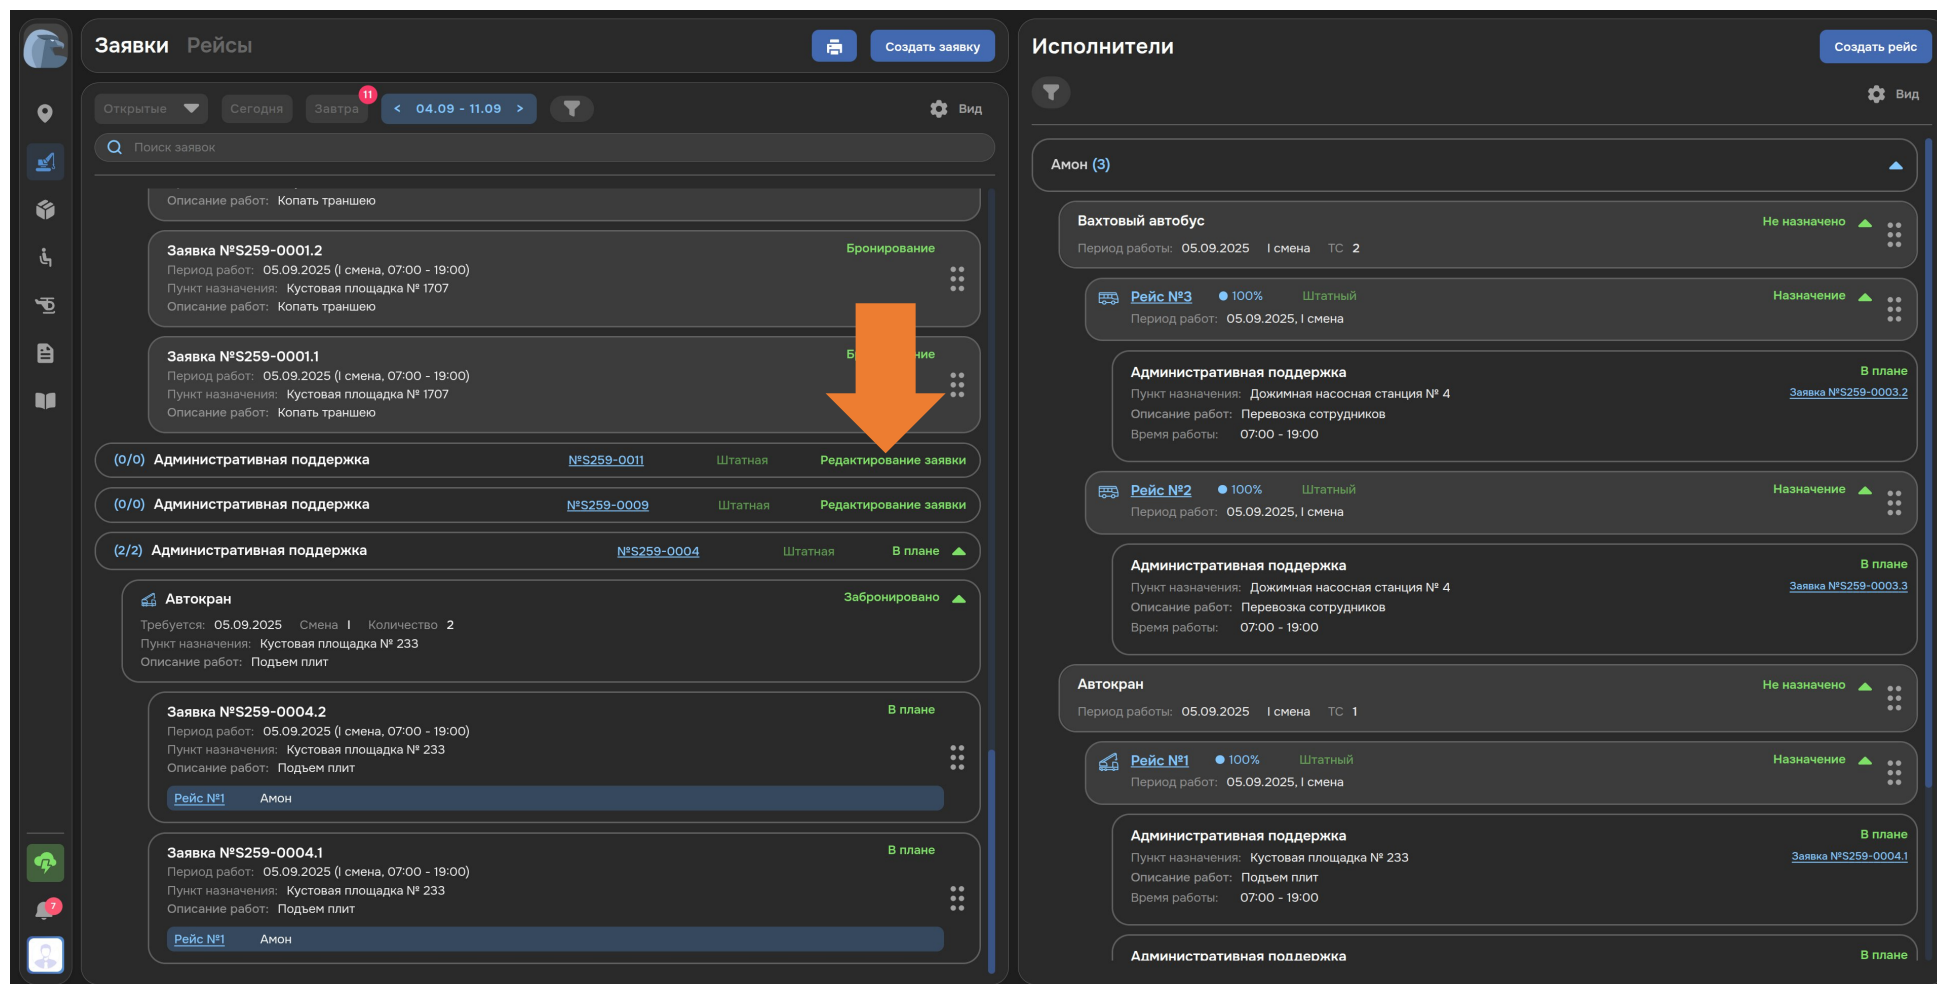 Заявки Рейсы
Создать заявку
Открытые Сегодня Завтра 11 < 04.09 - 11.09 > Вид
Поиск заявок
Описание работ: Копать траншею
Заявка №S259-0001.2 Бронирование
Период работ: 05.09.2025 (I смена, 07:00 - 19:00)
Пункт назначения: Кустовая площадка № 1707
Описание работ: Копать траншею
Заявка №S259-0001.1
Период работ: 05.09.2025 (I смена, 07:00 - 19:00)
Пункт назначения: Кустовая площадка № 1707
Описание работ: Копать траншею
(0/0) Административная поддержка №S259-0011 Штатная Редактирование заявки
(0/0) Административная поддержка №S259-0009 Штатная Редактирование заявки
(2/2) Административная поддержка №S259-0004 Штатная В плане
Автокран Забронировано
Требуется: 05.09.2025 Смена I Количество 2
Пункт назначения: Кустовая площадка № 233
Описание работ: Подъем плит
Заявка №S259-0004.2 В плане
Период работ: 05.09.2025 (I смена, 07:00 - 19:00)
Пункт назначения: Кустовая площадка № 233
Описание работ: Подъем плит
Рейс №1 Амон
Заявка №S259-0004.1 В плане
Период работ: 05.09.2025 (I смена, 07:00 - 19:00)
Пункт назначения: Кустовая площадка № 233
Описание работ: Подъем плит
Рейс №1 Амон
7
Исполнители Создать рейс
Вид
Амон (3)
Вахтовый автобус Не назначено
Период работы: 05.09.2025 I смена ТС 2
Рейс №3 100% Штатный Назначение
Период работ: 05.09.2025, I смена
Административная поддержка В плане
Пункт назначения: Дожимная насосная станция № 4 Заявка №S259-0003.2
Описание работ: Перевозка сотрудников
Время работы: 07:00 - 19:00
Рейс №2 100% Штатный Назначение
Период работ: 05.09.2025, I смена
Административная поддержка В плане
Пункт назначения: Дожимная насосная станция № 4 Заявка №S259-0003.3
Описание работ: Перевозка сотрудников
Время работы: 07:00 - 19:00
Автокран Не назначено
Период работы: 05.09.2025 I смена ТС 1
Рейс №1 100% Штатный Назначение
Период работ: 05.09.2025, I смена
Административная поддержка В плане
Пункт назначения: Кустовая площадка № 233 Заявка №S259-0004.1
Описание работ: Подъем плит
Время работы: 07:00 - 19:00
Административная поддержка В плане